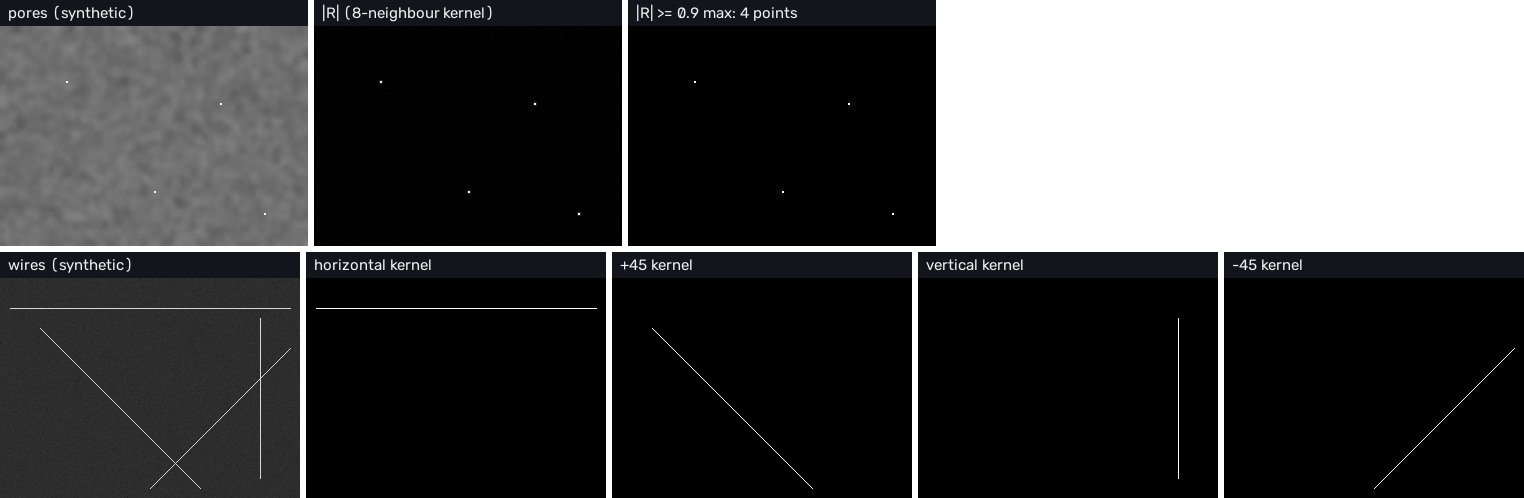 pores (synthetic)
|R| (8-neighbour kernel)
|R| >= 0.9 max: 4 points
wires (synthetic)
horizontal kernel
+45 kernel
vertical kernel
-45 kernel